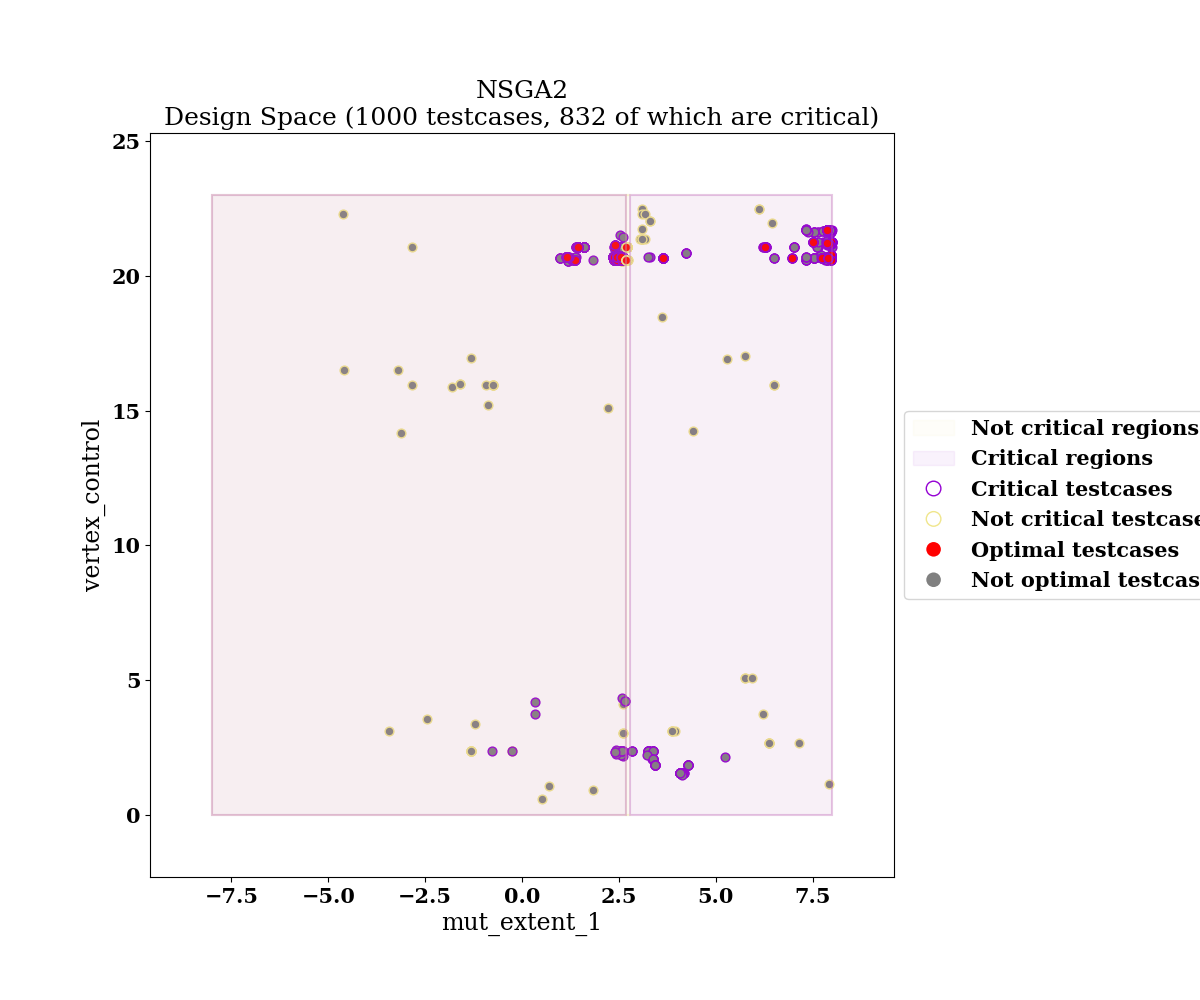 NSGA2
Design Space (1000 testcases, 832 of which are critical)
25
20
15
10
5
0
vertex_control
−7.5
−5.0
−2.5
0.0
2.5
5.0
7.5
mut_extent_1
Not critical regions
Critical regions
Critical testcases
Not critical testcase
Optimal testcases
Not optimal testcas